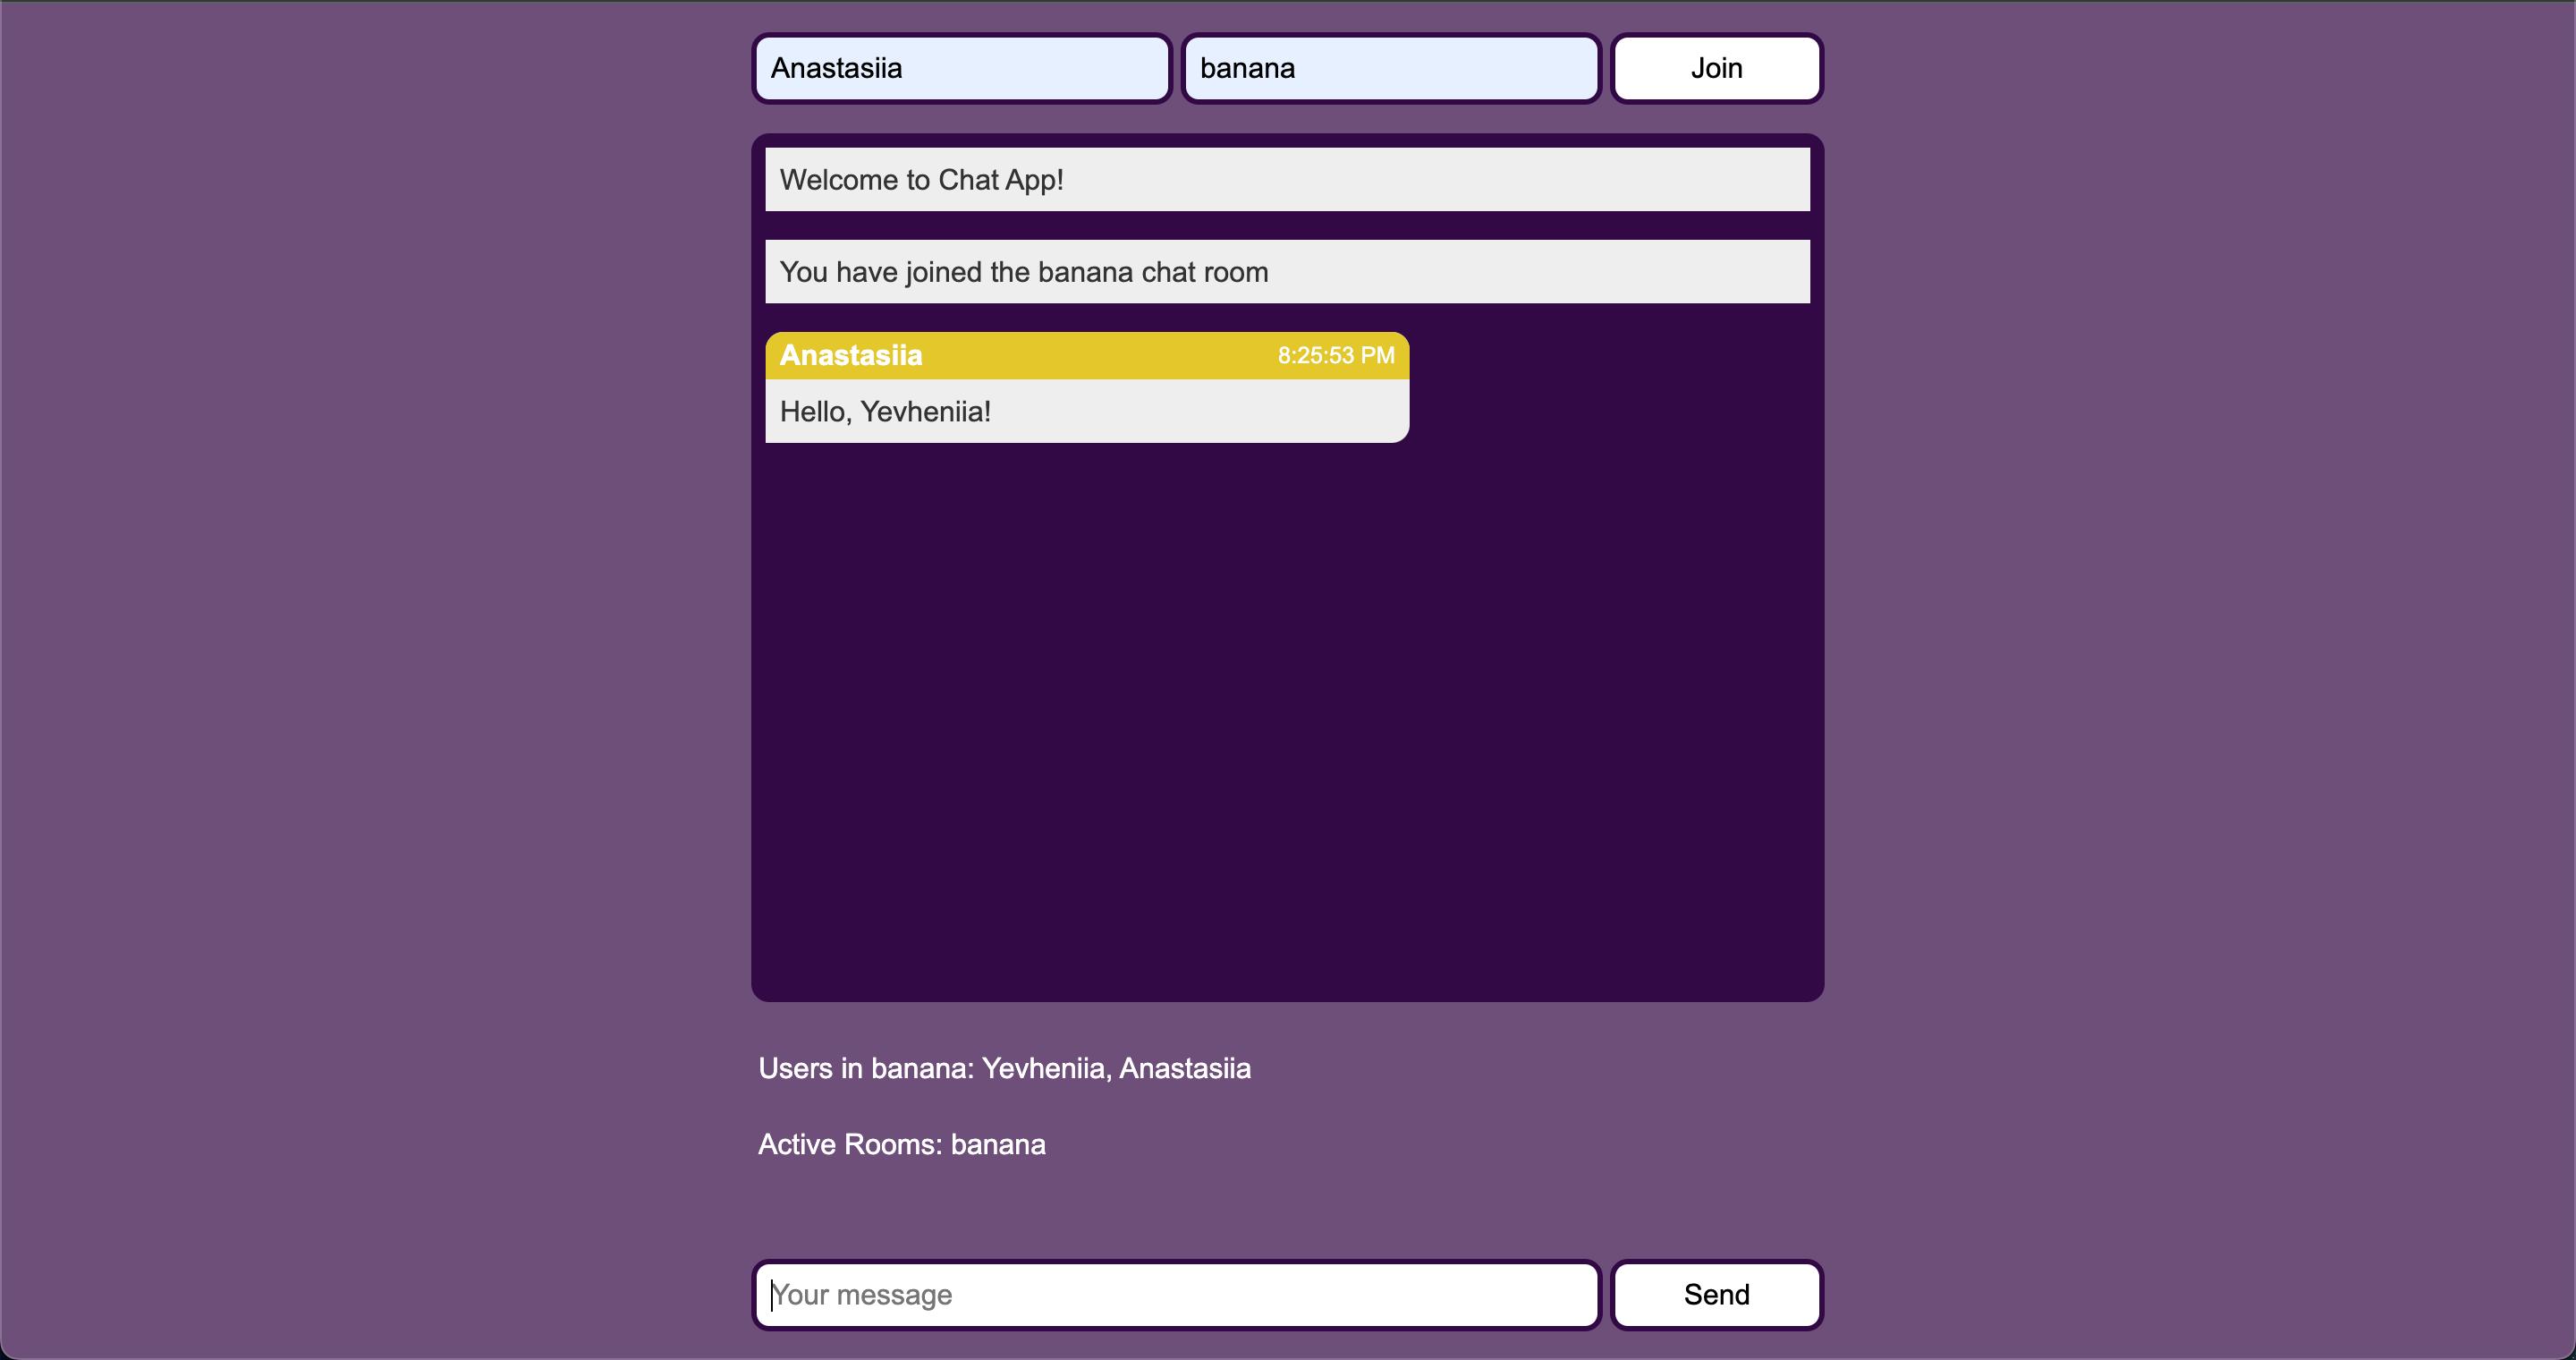 Anastasiia
banana
Join
Welcome to Chat App!
You have joined the banana chat room
Anastasiia 8:25:53 PM
Hello, Yevheniia!
Users in banana: Yevheniia, Anastasiia
Active Rooms: banana
Your message
Send